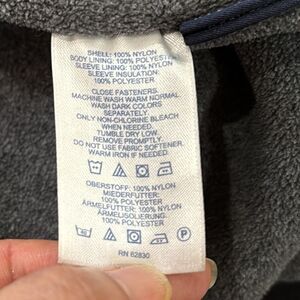 SHELL: 100% NYLON
BODY LINING: 100% POLYESTER
SLEEVE LINING: 100% NYLON
SLEEVE INSULATION:
100% POLYESTER
CLOSE FASTENERS.
MACHINE WASH WARM NORMAL.
WASH DARK COLORS
SEPARATELY.
ONLY NON-CHLORINE BLEACH
WHEN NEEDED.
TUMBLE DRY LOW.
REMOVE PROMPTLY.
DO NOT USE FABRIC SOFTENER.
WARM IRON IF NEEDED.
OBERSTOFF: 100% NYLON
MIEDERFUTTER:
100% POLYESTER
ÄRMELFUTTER: 100% NYLON
ÄRMELISOLIERUNG:
100% POLYESTER
P
RN 62830